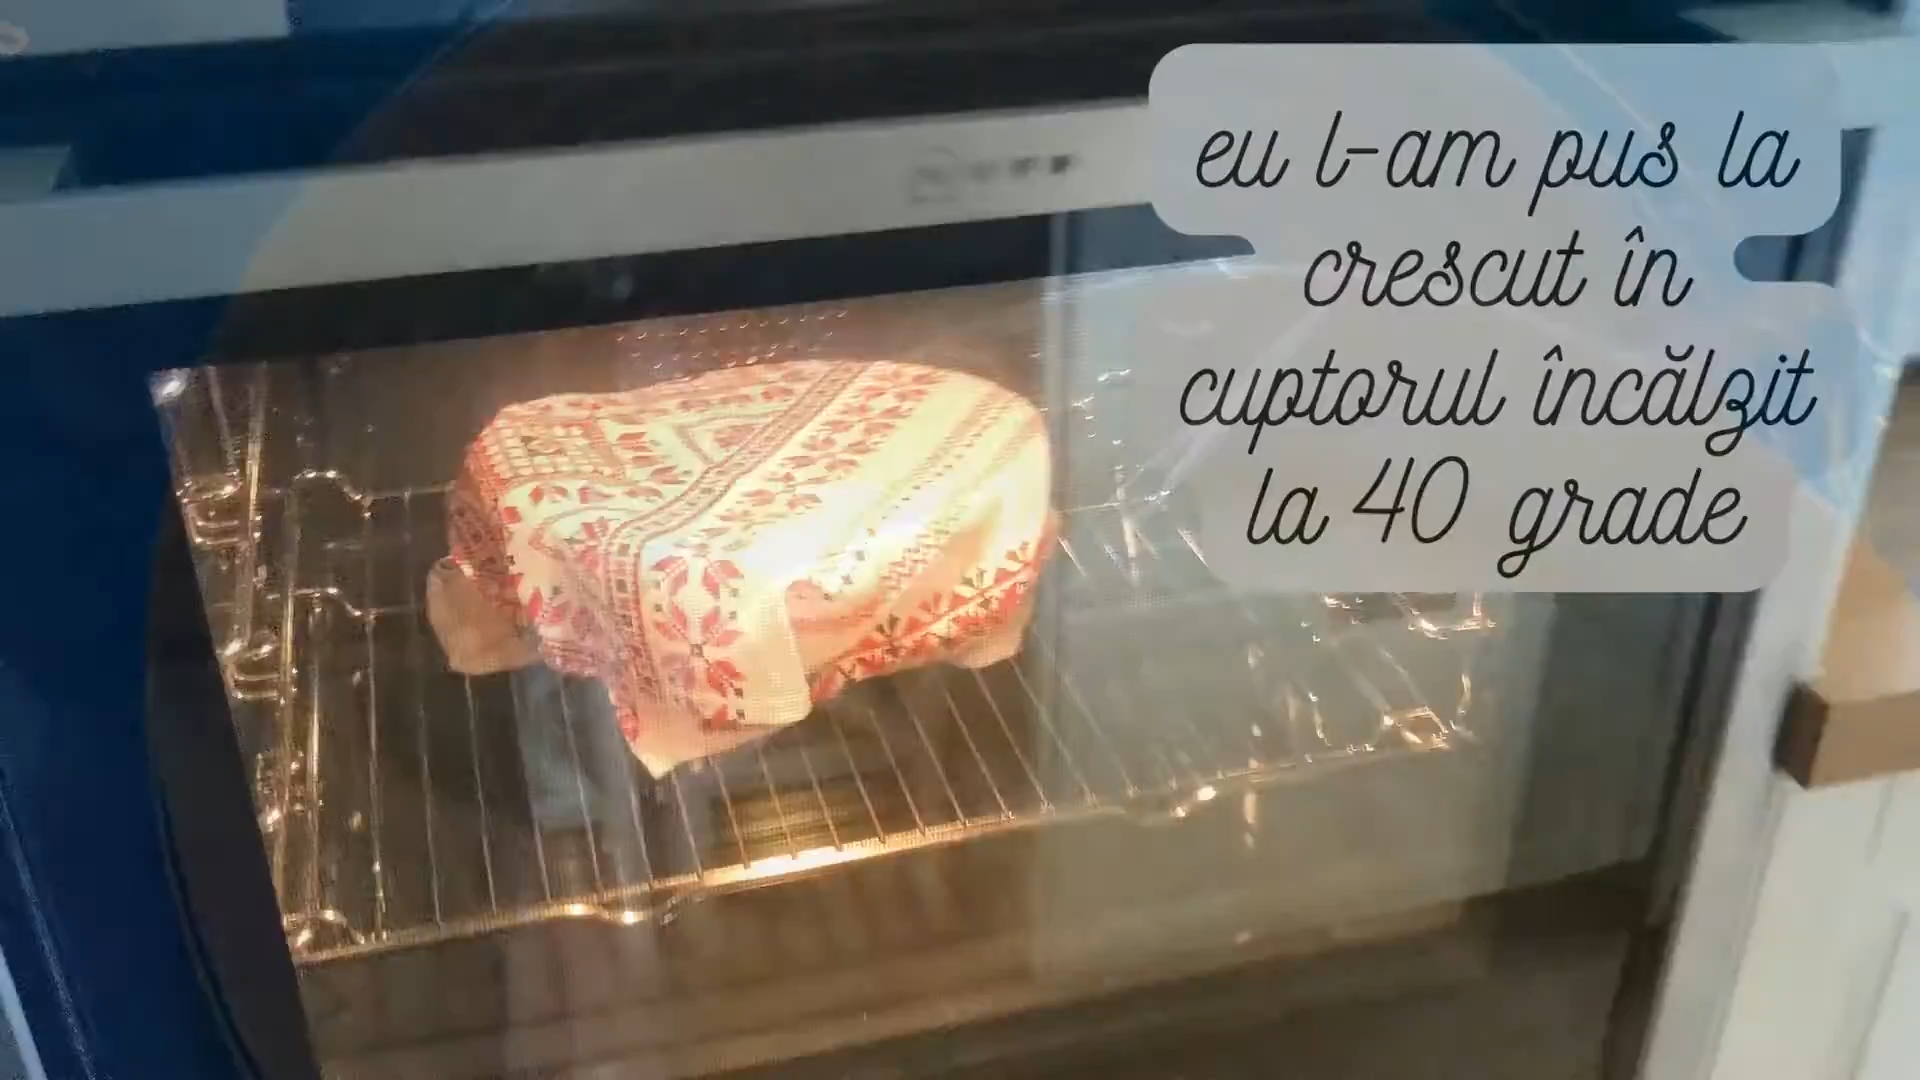 eu l-am pus la
crescut în
cuptorul încălzit
la 40 grade